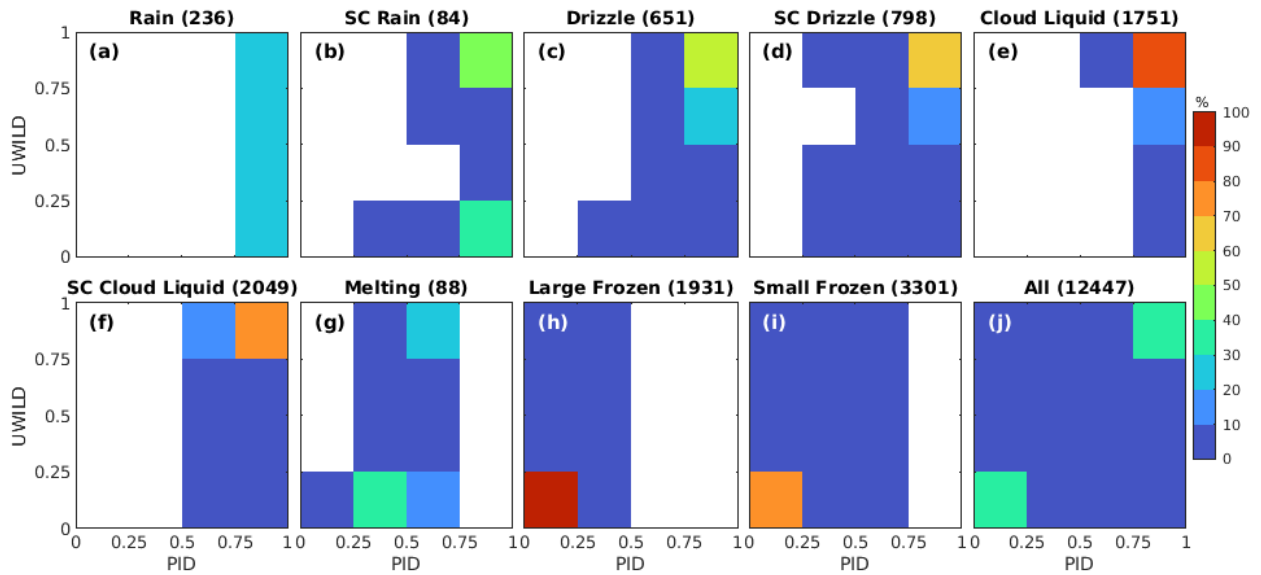 Rain (236) SC Rain (84) Drizzle (651) SC Drizzle (798) Cloud Liquid (1751)
1 (a) (b) (c) (d) (e)
0.75
%
UWILD 0.5 100
90
0.25 80
70
0 60
SC Cloud Liquid (2049) Melting (88) Large Frozen (1931) Small Frozen (3301) All (12447)
1 (f) (g) (h) (i) (j) 50
40
0.75 30
20
UWILD 0.5 10
0
0.25
0
0 0.25 0.5 0.75 1 0 0.25 0.5 0.75 1 0 0.25 0.5 0.75 1 0 0.25 0.5 0.75 1 0 0.25 0.5 0.75 1
PID PID PID PID PID